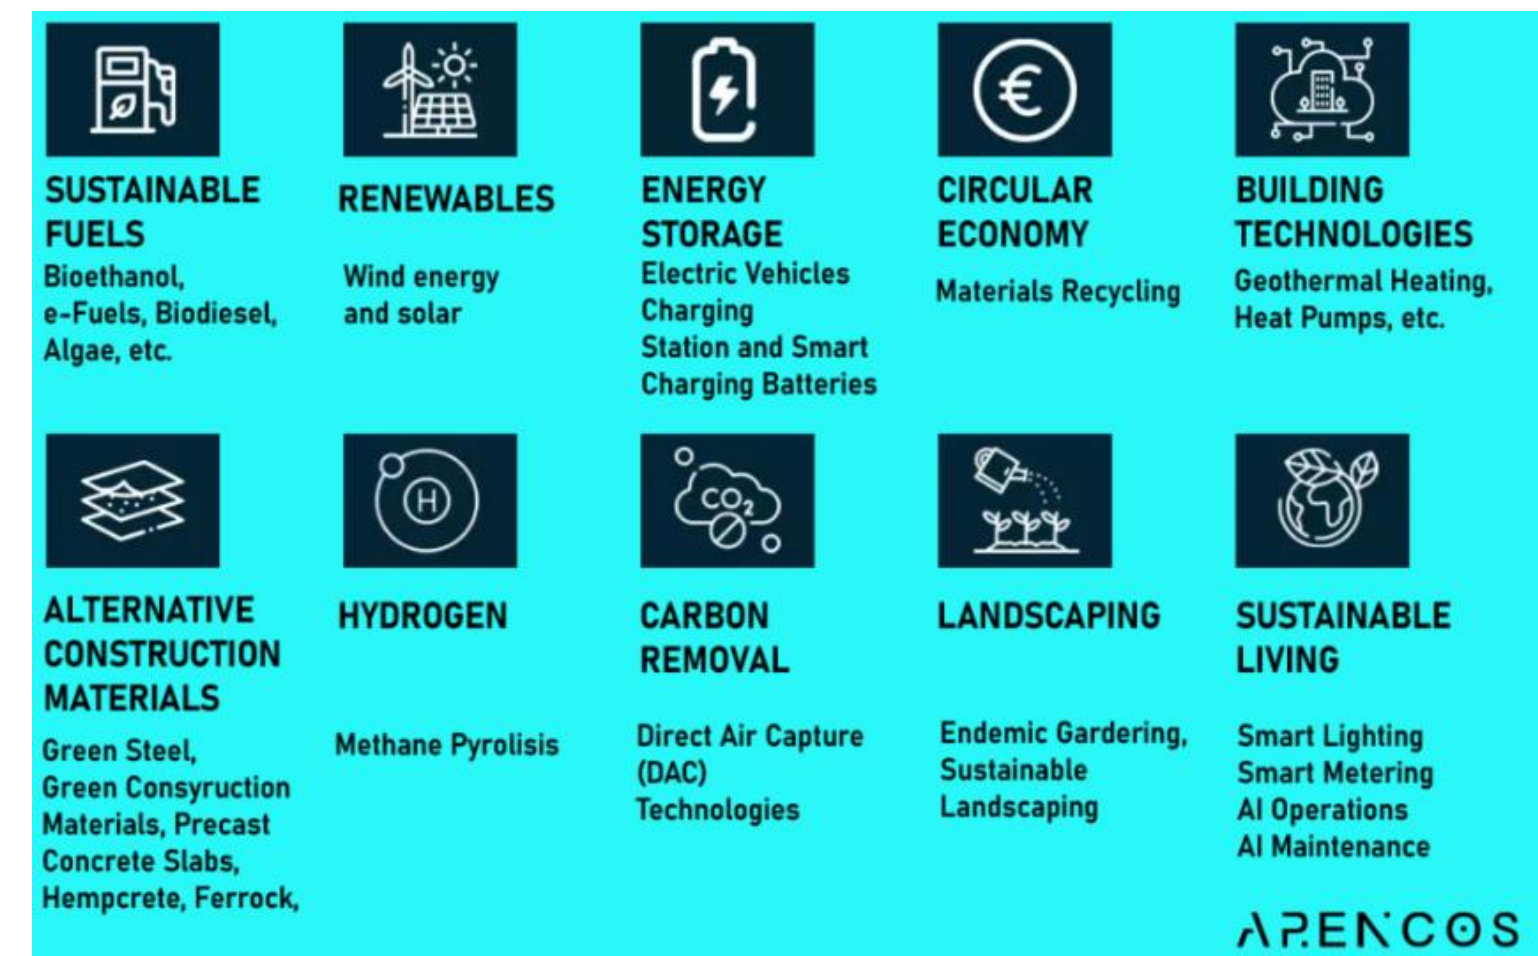 SUSTAINABLE
FUELS
Bioethanol,
e-Fuels, Biodiesel,
Algae, etc.
RENEWABLES
Wind energy
and solar
ENERGY
STORAGE
Electric Vehicles
Charging
Station and Smart
Charging Batteries
€
CIRCULAR
ECONOMY
Materials Recycling
BUILDING
TECHNOLOGIES
Geothermal Heating,
Heat Pumps, etc.
ALTERNATIVE
CONSTRUCTION
MATERIALS
Green Steel,
Green Consyruction
Materials, Precast
Concrete Slabs,
Hempcrete, Ferrock,
H
HYDROGEN
Methane Pyrolisis
CO2
CARBON
REMOVAL
Direct Air Capture
(DAC)
Technologies
LANDSCAPING
Endemic Gardering,
Sustainable
Landscaping
SUSTAINABLE
LIVING
Smart Lighting
Smart Metering
AI Operations
AI Maintenance
ARENCOS